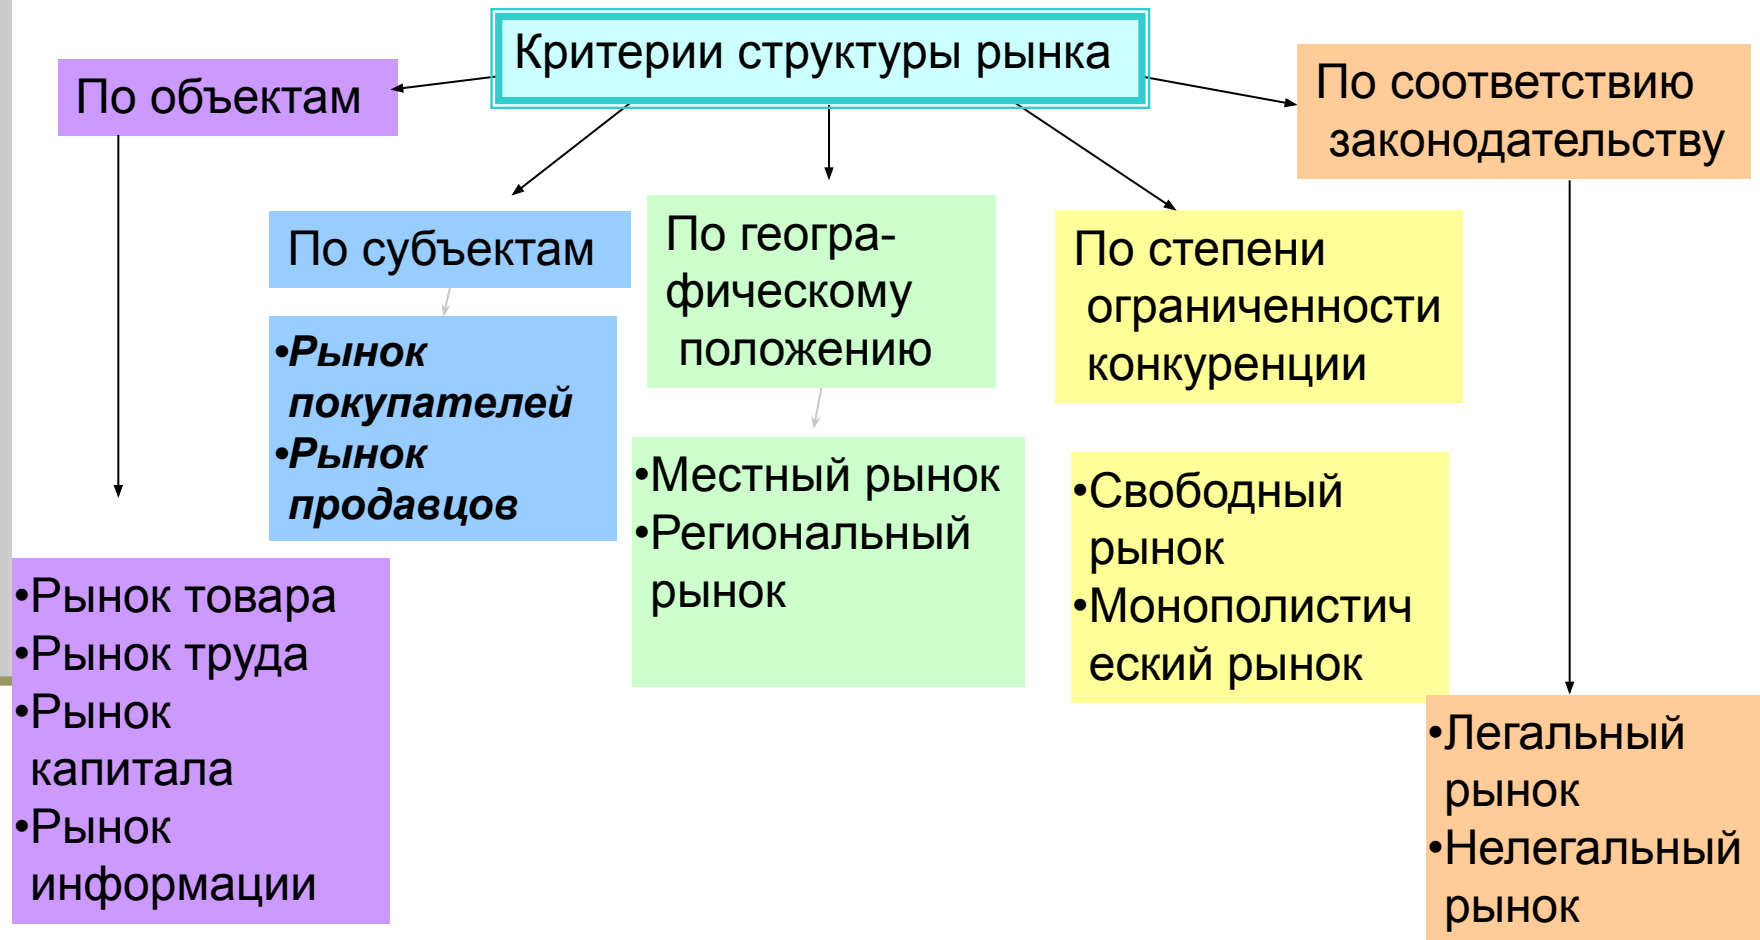 Критерии структуры рынка
По объектам
•Рынок товара
•Рынок труда
•Рынок
капитала
•Рынок
информации
По субъектам
•Рынок
покупателей
•Рынок
продавцов
По геогра-
фическому
положению
•Местный рынок
•Региональный
рынок
По степени
ограниченности
конкуренции
•Свободный
рынок
•Монополистич
еский рынок
По соответствию
законодательству
•Легальный
рынок
•Нелегальный
рынок